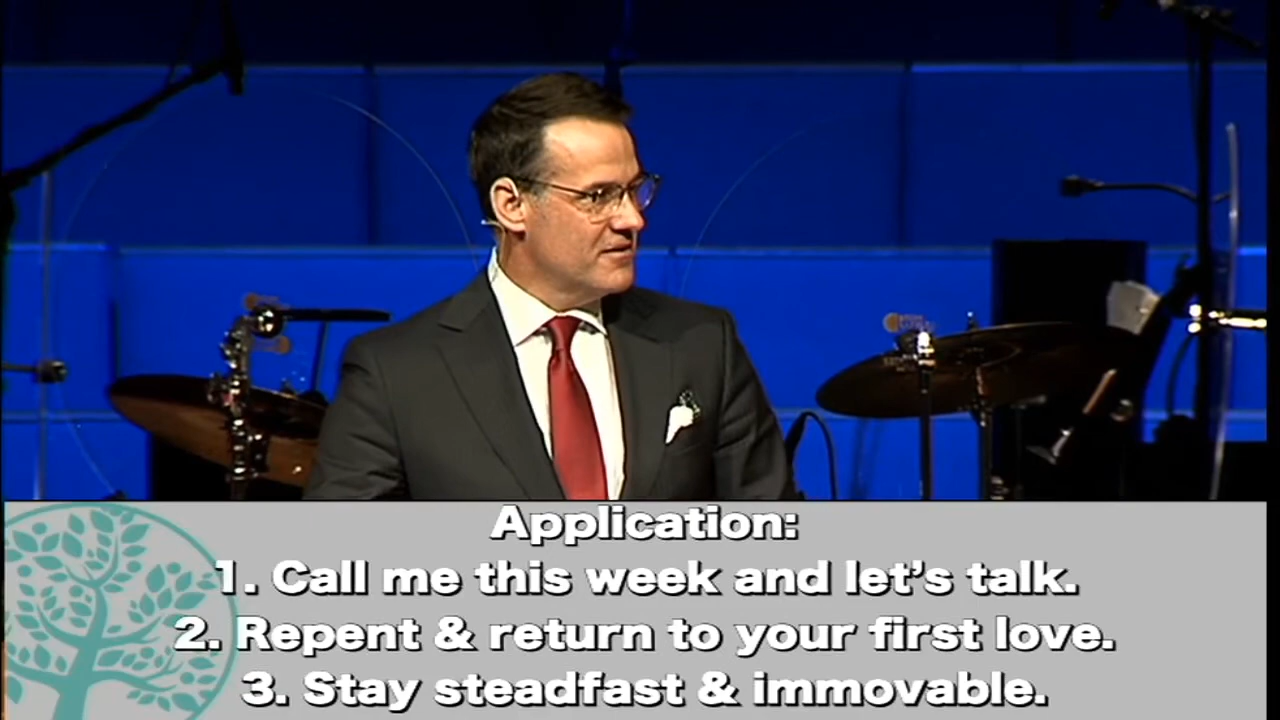 Application:
1. Call me this week and let's talk.
2. Repent & return to your first love.
3. Stay steadfast & immovable.